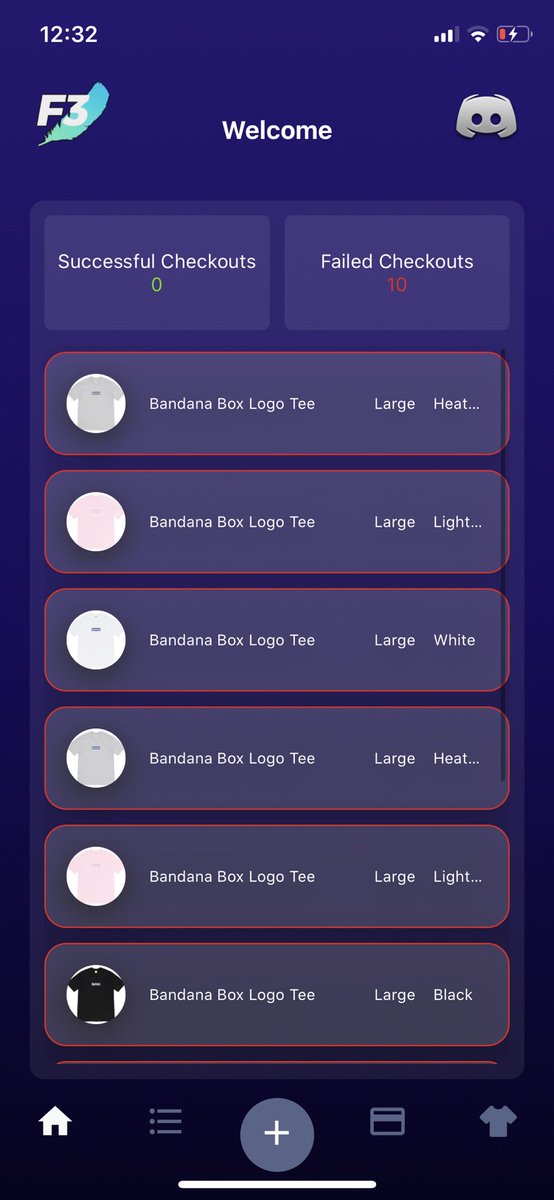 12:32
F3
Welcome
Successful Checkouts
0
Failed Checkouts
10
Bandana Box Logo Tee Large Heat...
Bandana Box Logo Tee Large Light...
Bandana Box Logo Tee Large White
Bandana Box Logo Tee Large Heat...
Bandana Box Logo Tee Large Light...
Bandana Box Logo Tee Large Black